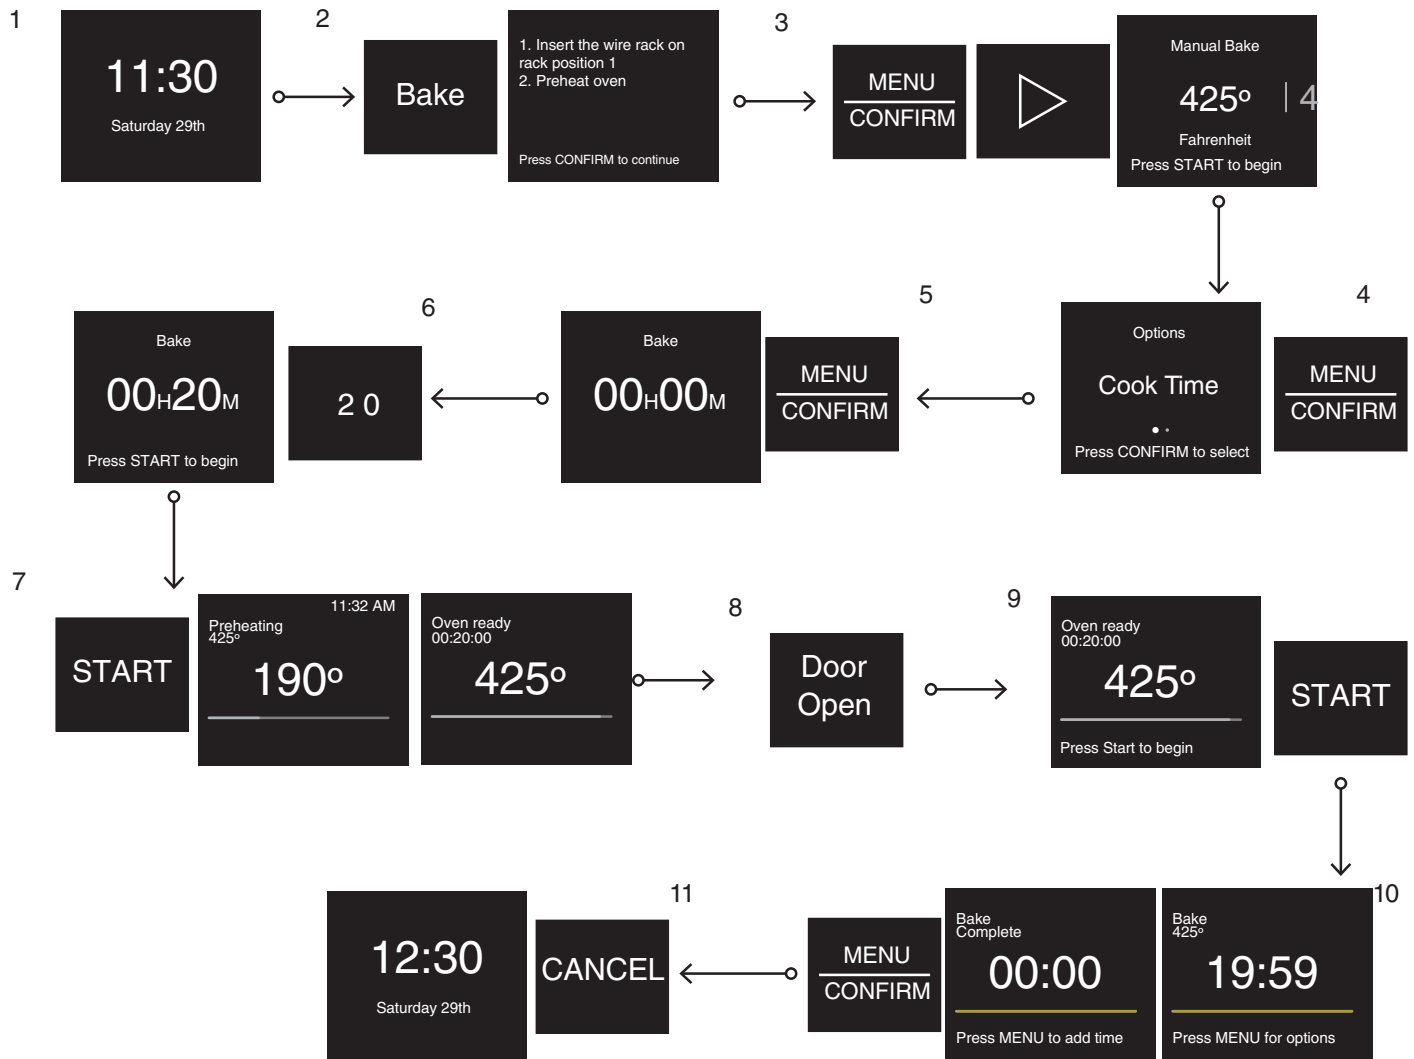 1
11:30
Saturday 29th
2
Bake
1. Insert the wire rack on
rack position 1
2. Preheat oven
Press CONFIRM to continue
3
MENU
CONFIRM
Manual Bake
425º | 4
Fahrenheit
Press START to begin
4
MENU
CONFIRM
Options
Cook Time
Press CONFIRM to select
5
MENU
CONFIRM
Bake
00H00M
6
2 0
Bake
00H20M
Press START to begin
7
START
11:32 AM
Preheating
425º
190º
Oven ready
00:20:00
425º
8
Door
Open
9
Oven ready
00:20:00
425º
Press Start to begin
START
10
Bake
425º
19:59
Press MENU for options
Bake
Complete
00:00
Press MENU to add time
MENU
CONFIRM
11
CANCEL
12:30
Saturday 29th